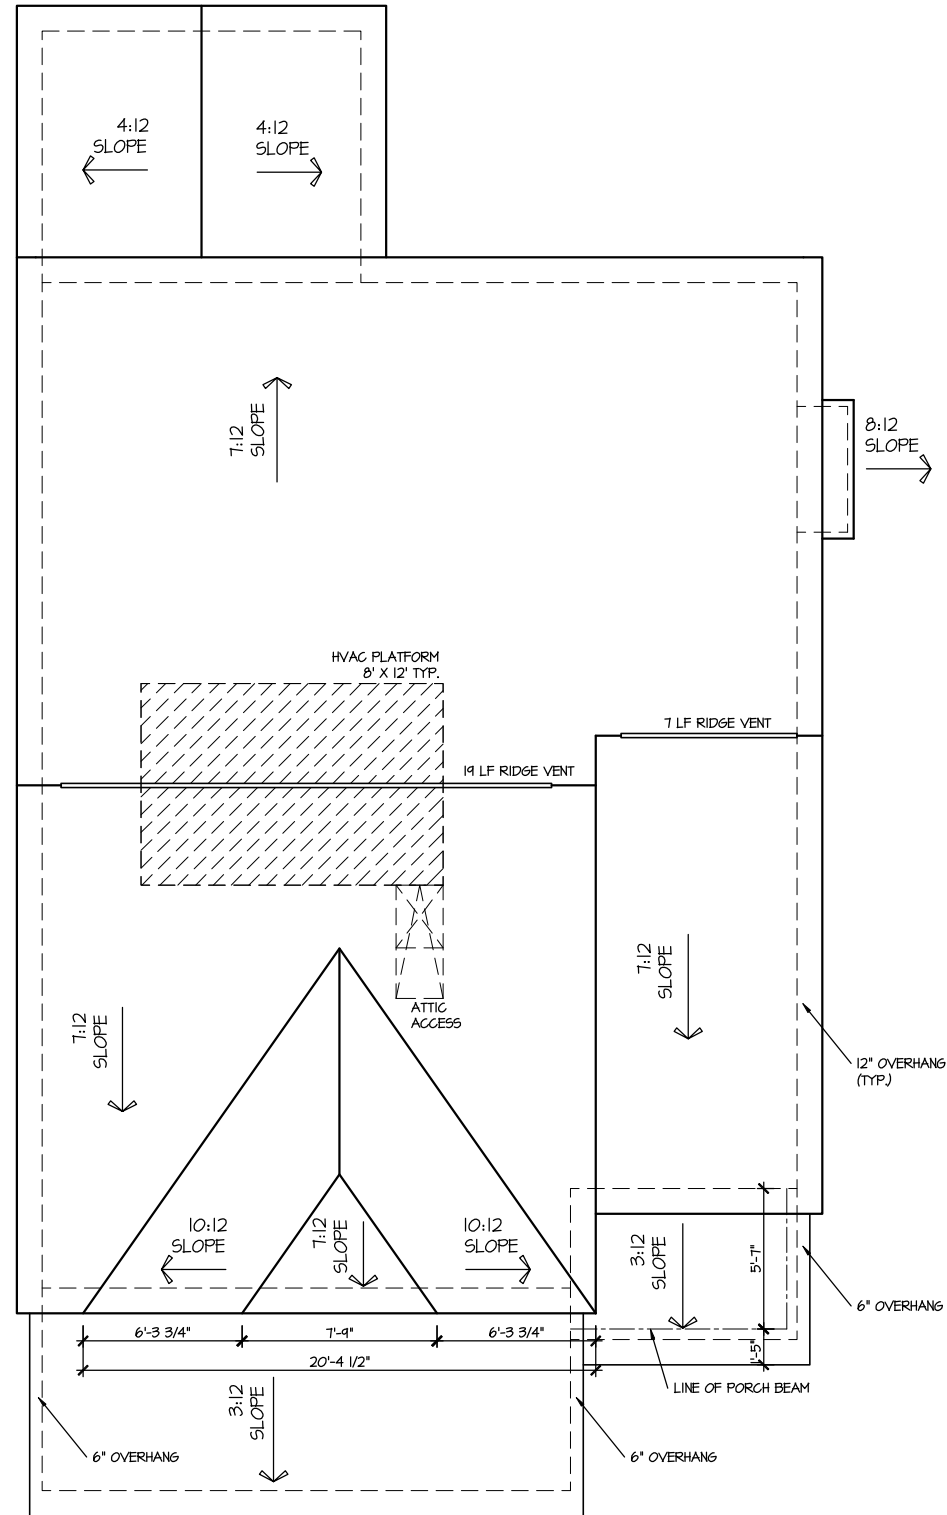 4:12
SLOPE
4:12
SLOPE
7:12
SLOPE
8:12
SLOPE
HVAC PLATFORM
8' X 12' TYP.
7 LF RIDGE VENT
19 LF RIDGE VENT
7:12
SLOPE
ATTIC
ACCESS
7:12
SLOPE
12" OVERHANG
(TYP.)
10:12
SLOPE
7:12
SLOPE
10:12
SLOPE
3:12
SLOPE
5'-7"
6" OVERHANG
6'-3 3/4"
7'-9"
6'-3 3/4"
1'-5"
20'-4 1/2"
LINE OF PORCH BEAM
3:12
SLOPE
6" OVERHANG
6" OVERHANG